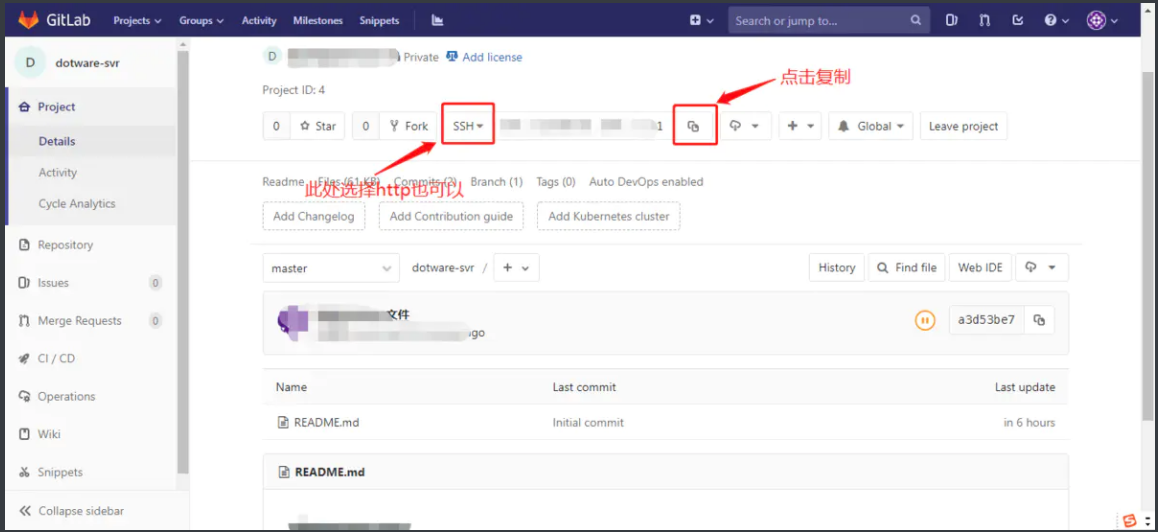 GitLab Projects Groups Activity Milestones Snippets Search or jump to...
D dotware-svr
D Private Add license
点击复制
Project ID: 4
Project
0 Star 0 Fork SSH 1 Global Leave project
Details
Activity
Readme Files (61 KB) Commits (2) Branch (1) Tags (0) Auto DevOps enabled
此处选择http也可以
Cycle Analytics
Add Changelog Add Contribution guide Add Kubernetes cluster
Repository
master dotware-svr / + History Find file Web IDE
Issues 0
Merge Requests 0
文件
ago
a3d53be7
CI / CD
Operations
Name Last commit Last update
README.md Initial commit in 6 hours
Wiki
Snippets
README.md
Collapse sidebar